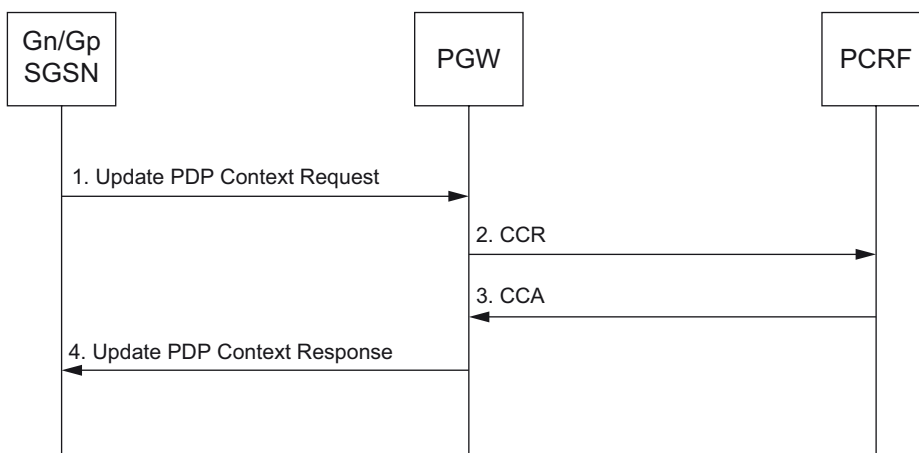 Gn/Gp
SGSN
PGW
PCRF
1. Update PDP Context Request
2. CCR
3. CCA
4. Update PDP Context Response